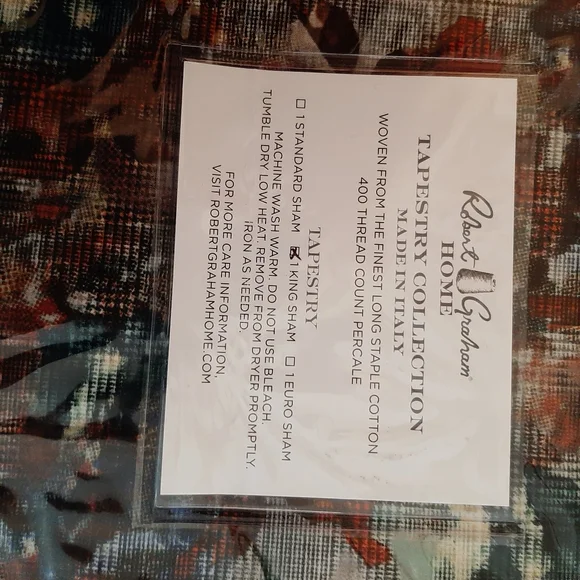 Robert Graham®
HOME
TAPESTRY COLLECTION
MADE IN ITALY
WOVEN FROM THE FINEST LONG STAPLE COTTON
400 THREAD COUNT PERCALE
TAPESTRY
☐ 1 STANDARD SHAM ☒ 1 KING SHAM ☐ 1 EURO SHAM
MACHINE WASH WARM. DO NOT USE BLEACH.
TUMBLE DRY LOW HEAT. REMOVE FROM DRYER PROMPTLY.
IRON AS NEEDED.
FOR MORE CARE INFORMATION,
VISIT ROBERTGRAHAMHOME.COM